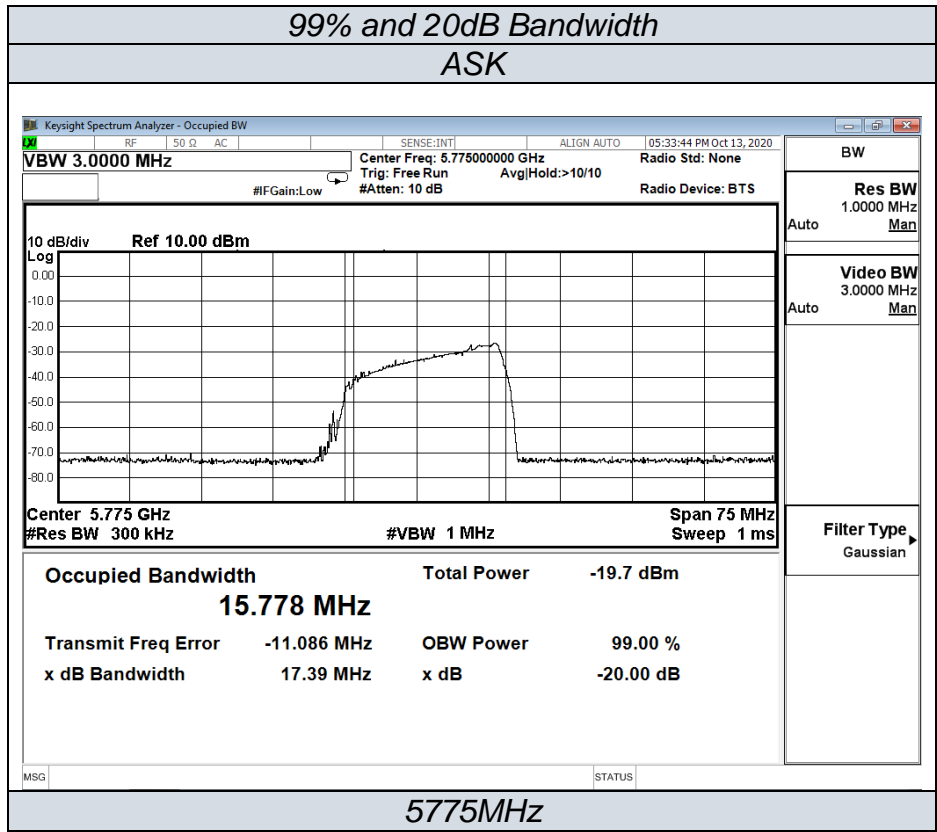 99% and 20dB Bandwidth
ASK
Keysight Spectrum Analyzer - Occupied BW
LXI RF 50 Ω AC SENSE:INT ALIGN AUTO 05:33:44 PM Oct 13, 2020
VBW 3.0000 MHz
Center Freq: 5.775000000 GHz
Radio Std: None
Trig: Free Run Avg|Hold:>10/10
#IFGain:Low #Atten: 10 dB Radio Device: BTS
10 dB/div Ref 10.00 dBm
Log
0.00
-10.0
-20.0
-30.0
-40.0
-50.0
-60.0
-70.0
-80.0
Center 5.775 GHz Span 75 MHz
#Res BW 300 kHz #VBW 1 MHz Sweep 1 ms
Occupied Bandwidth Total Power -19.7 dBm
15.778 MHz
Transmit Freq Error -11.086 MHz OBW Power 99.00 %
x dB Bandwidth 17.39 MHz x dB -20.00 dB
MSG STATUS
BW
Res BW
1.0000 MHz
Auto Man
Video BW
3.0000 MHz
Auto Man
Filter Type
Gaussian
5775MHz